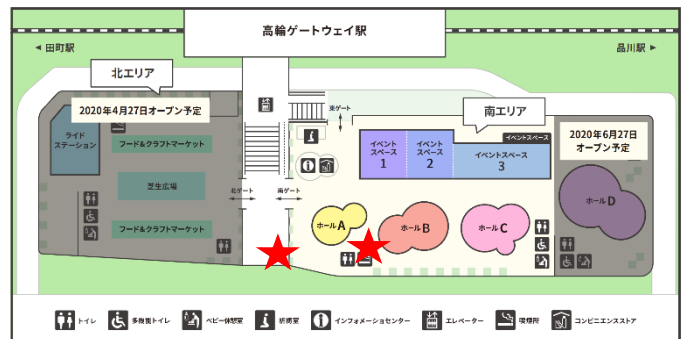 高輪ゲートウェイ駅
◀ 田町駅
品川駅 ▶
北エリア
2020年4月27日オープン予定
ライド
ステーション
フード&クラフトマーケット
芝生広場
フード&クラフトマーケット
北ゲート
南ゲート
東ゲート
南エリア
イベントスペース
イベント
スペース
1
イベント
スペース
2
イベントスペース
3
2020年6月27日
オープン予定
ホールA
ホールB
ホールC
ホールD
トイレ
多機能トイレ
ベビー休憩室
祈祷室
インフォメーションセンター
エレベーター
喫煙所
コンビニエンスストア